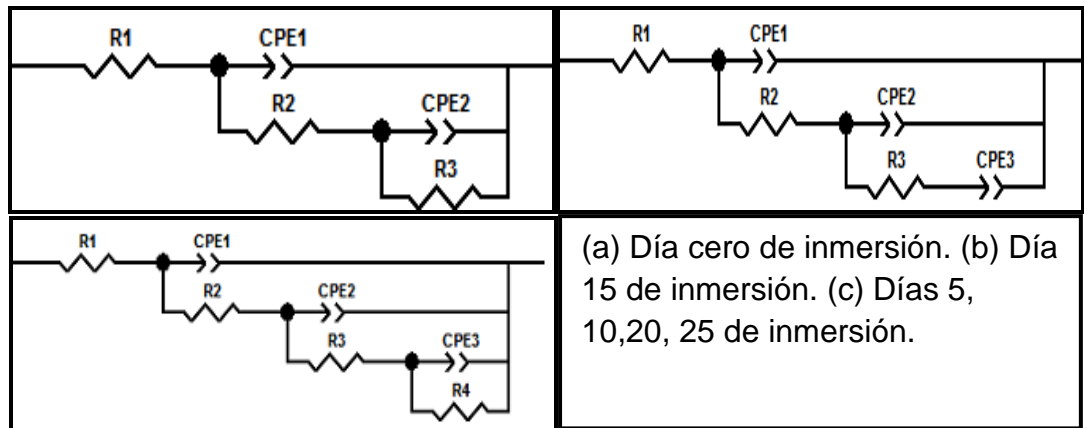 R1 CPE1
R2 CPE2
R3
R1 CPE1
R2 CPE2
R3 CPE3
R1 CPE1
R2 CPE2
R3 CPE3
R4
(a) Día cero de inmersión. (b) Día
15 de inmersión. (c) Días 5,
10,20, 25 de inmersión.